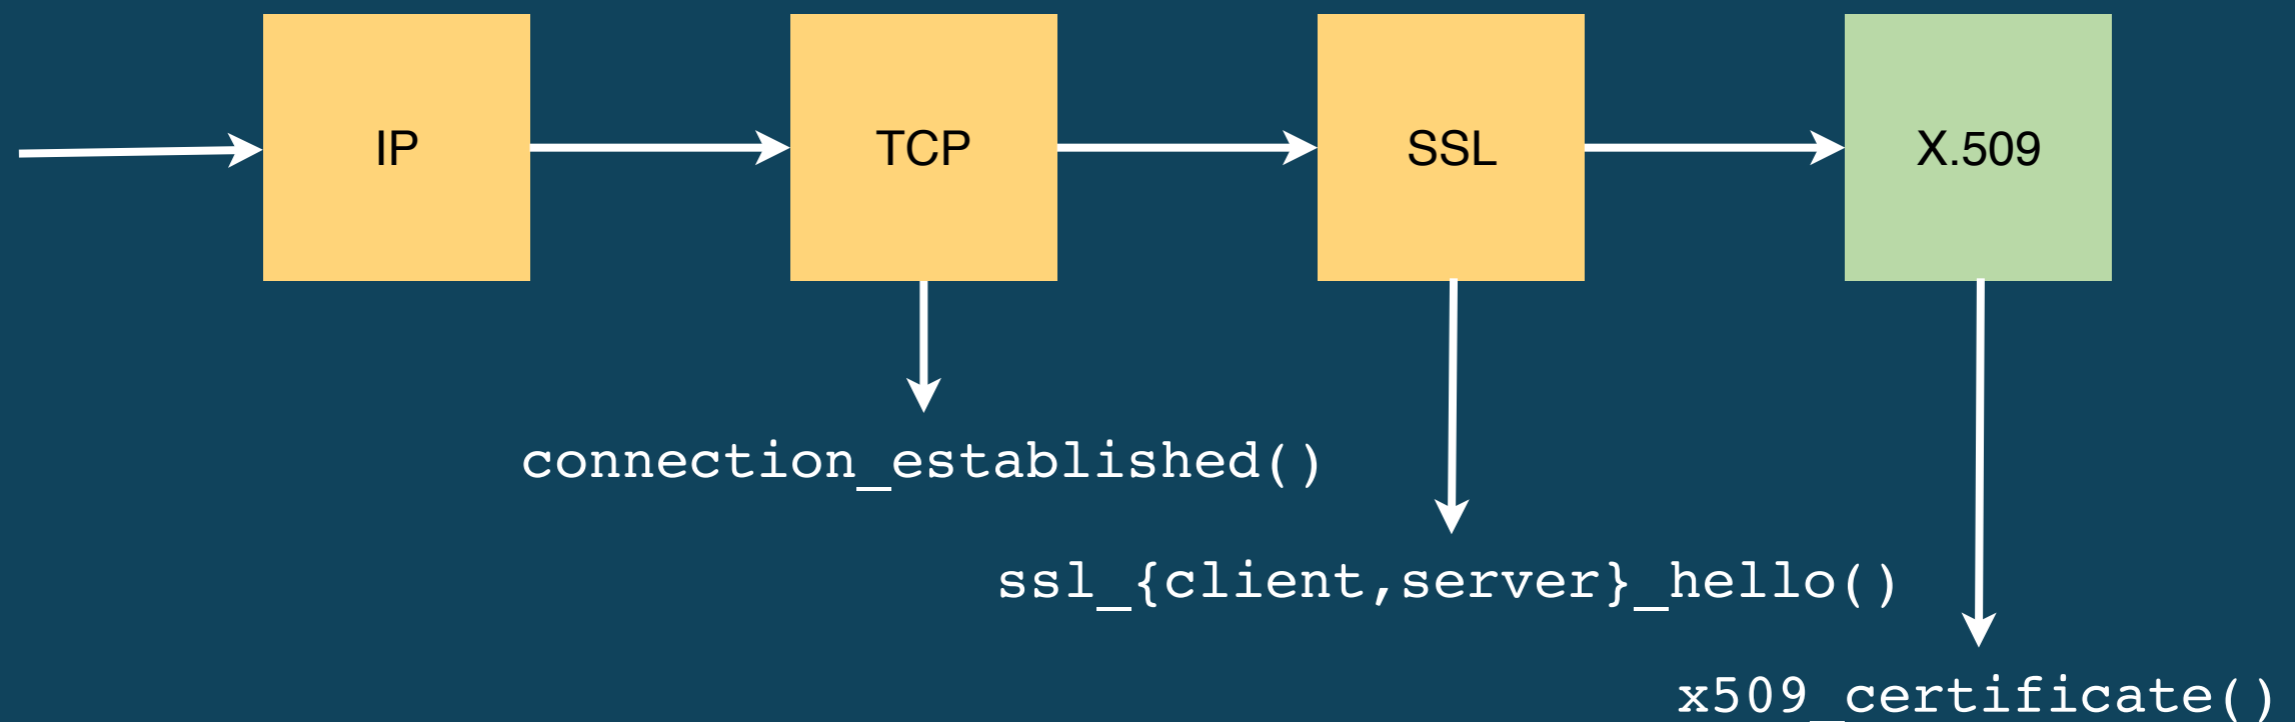 IP
TCP
SSL
X.509
connection_established()
ssl_{client,server}_hello()
x509_certificate()